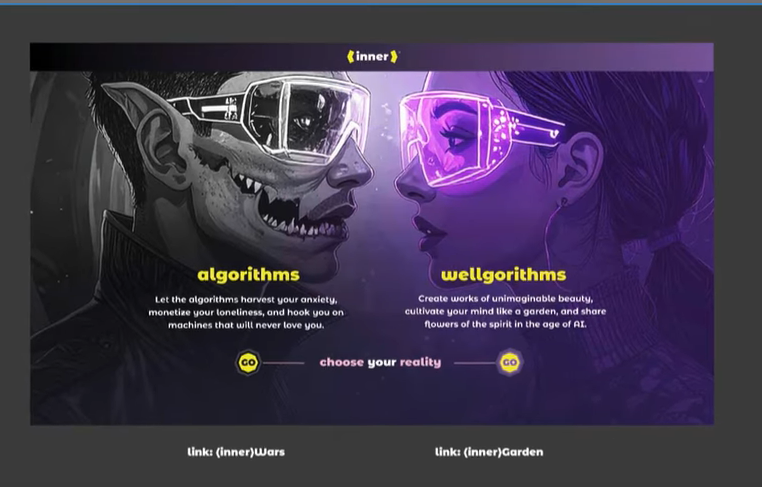 (inner)
algorithms
Let the algorithms harvest your anxiety,
monetize your loneliness, and hook you on
machines that will never love you.
wellgorithms
Create works of unimaginable beauty,
cultivate your mind like a garden, and share
flowers of the spirit in the age of AI.
GO
choose your reality
GO
link: (inner)Wars
link: (inner)Garden